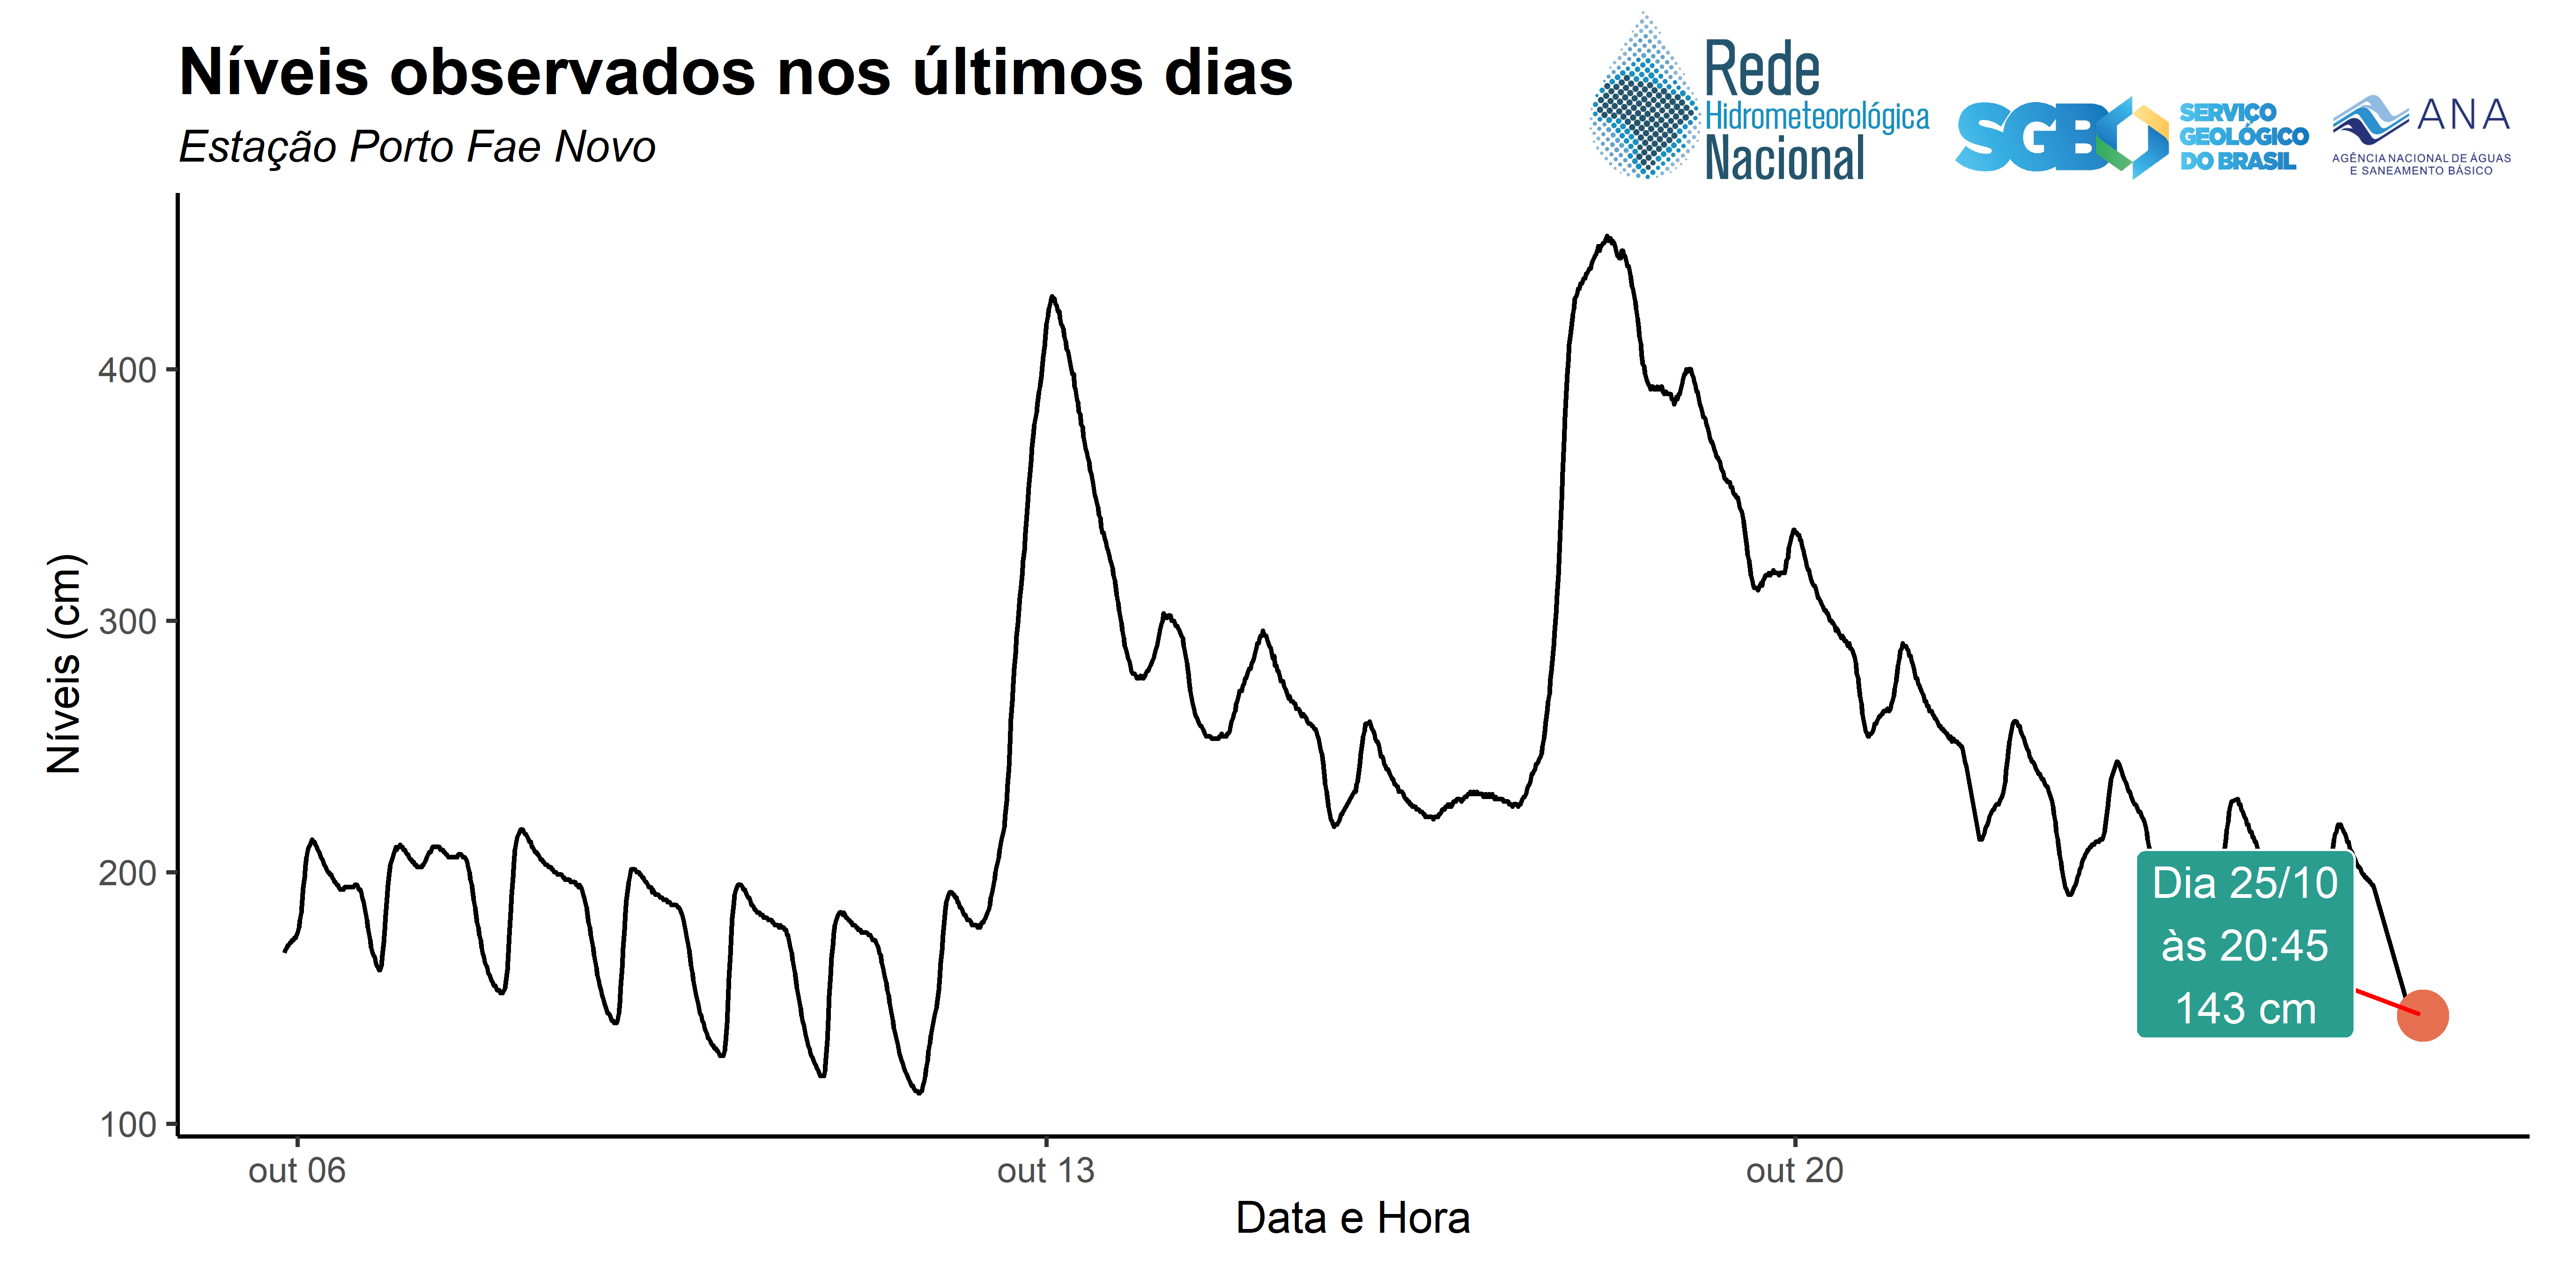 Níveis observados nos últimos dias
Estação Porto Fae Novo
Rede
Hidrometeorológica
Nacional
SGB
SERVIÇO
GEOLÓGICO
DO BRASIL
ANA
AGÊNCIA NACIONAL DE ÁGUAS
E SANEAMENTO BÁSICO
Níveis (cm)
400
300
200
100
Dia 25/10
às 20:45
143 cm
out 06
out 13
out 20
Data e Hora